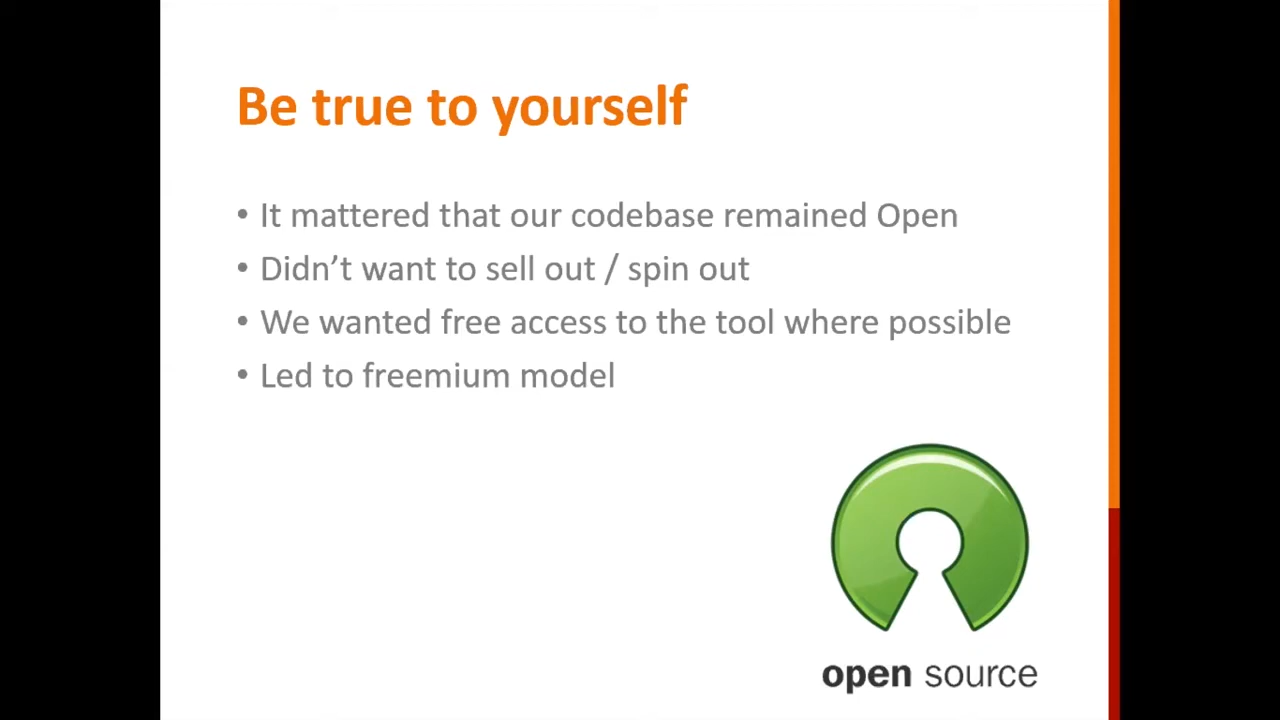 Be true to yourself
• It mattered that our codebase remained Open
• Didn’t want to sell out / spin out
• We wanted free access to the tool where possible
• Led to freemium model
open source